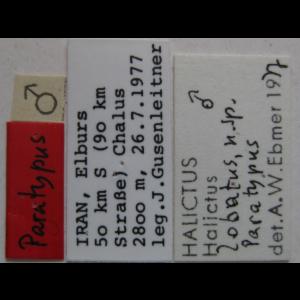 Paratypus
♂
IRAN, Elburs
50 km S (90 km
Straße) Chalus
2800 m, 26.7.1977
leg.J.Gusenleitner
♂
HALICTUS
Halictus
lobatus, n.sp.
Paratypus
det.A.W.Ebmer 1977